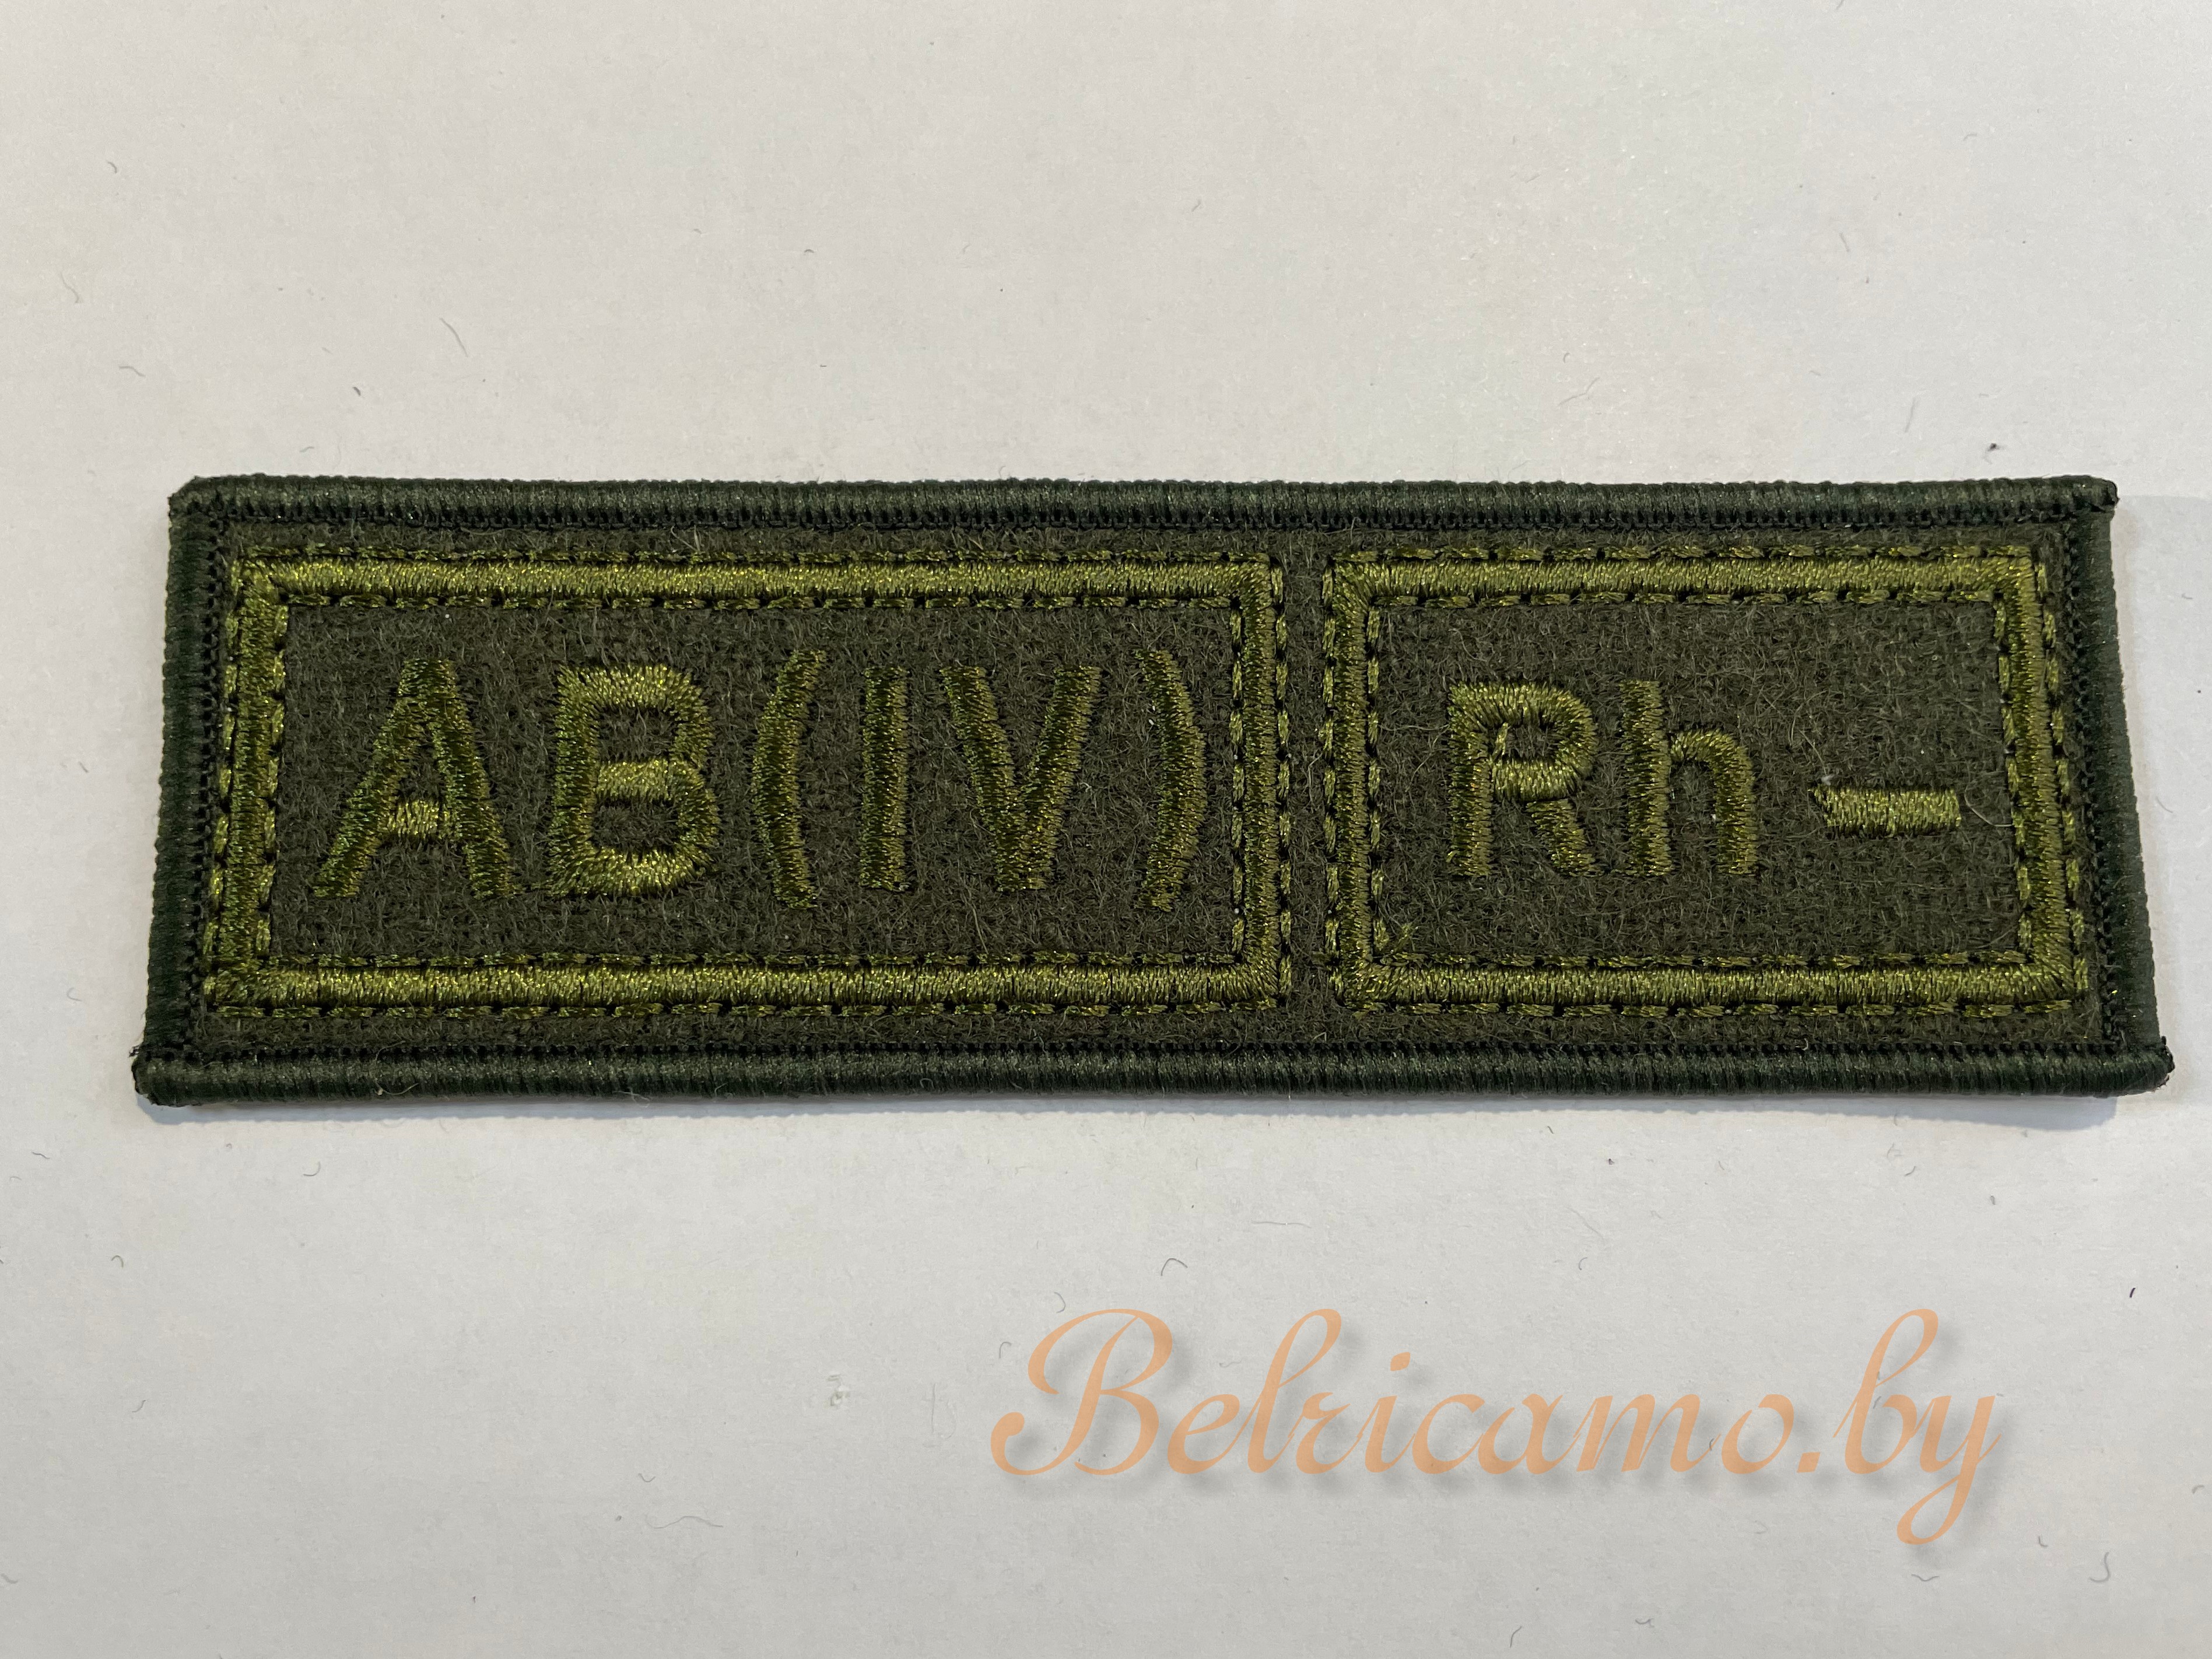 AB(IV) Rh -
Belricamo.by